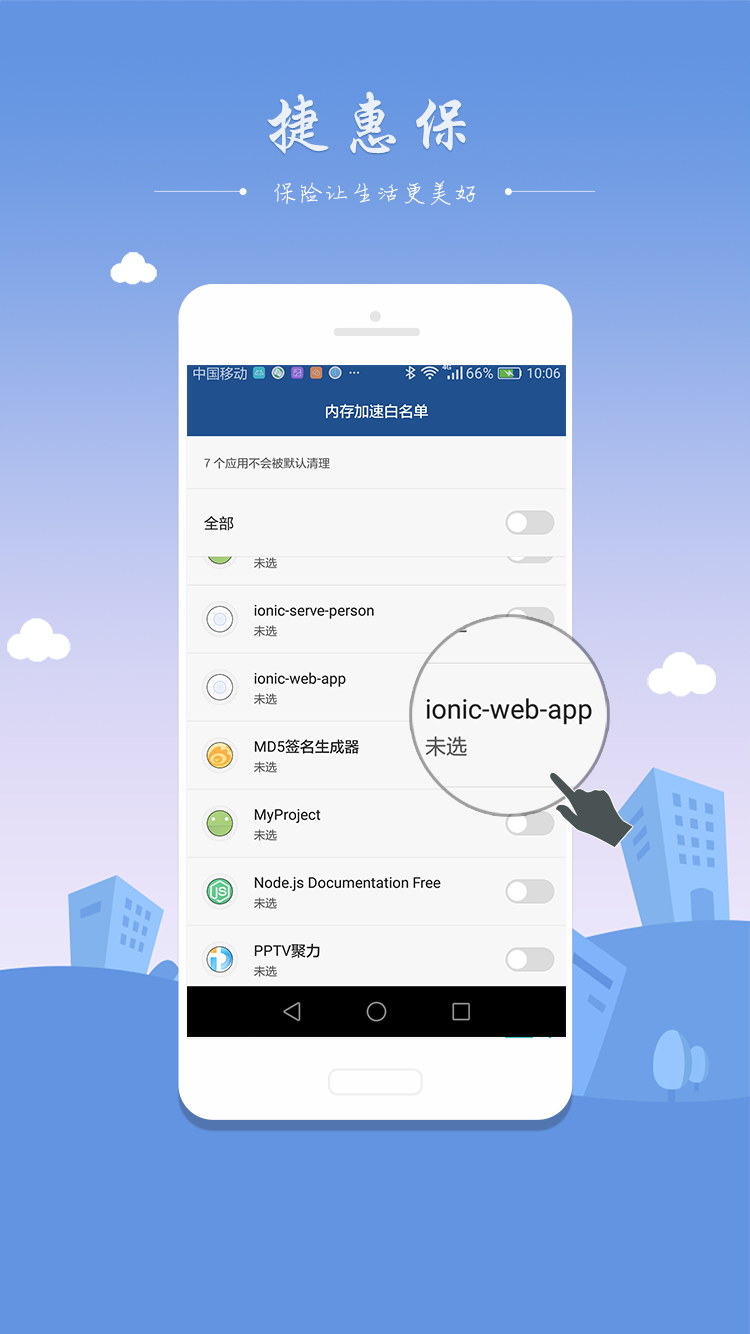 捷惠保
保险让生活更美好
中国移动 4G 66% 10:06
内存加速白名单
7 个应用不会被默认清理
全部
未选
ionic-serve-person
未选
ionic-web-app
未选
ionic-web-app
未选
MD5签名生成器
未选
MyProject
未选
Node.js Documentation Free
未选
PPTV聚力
未选